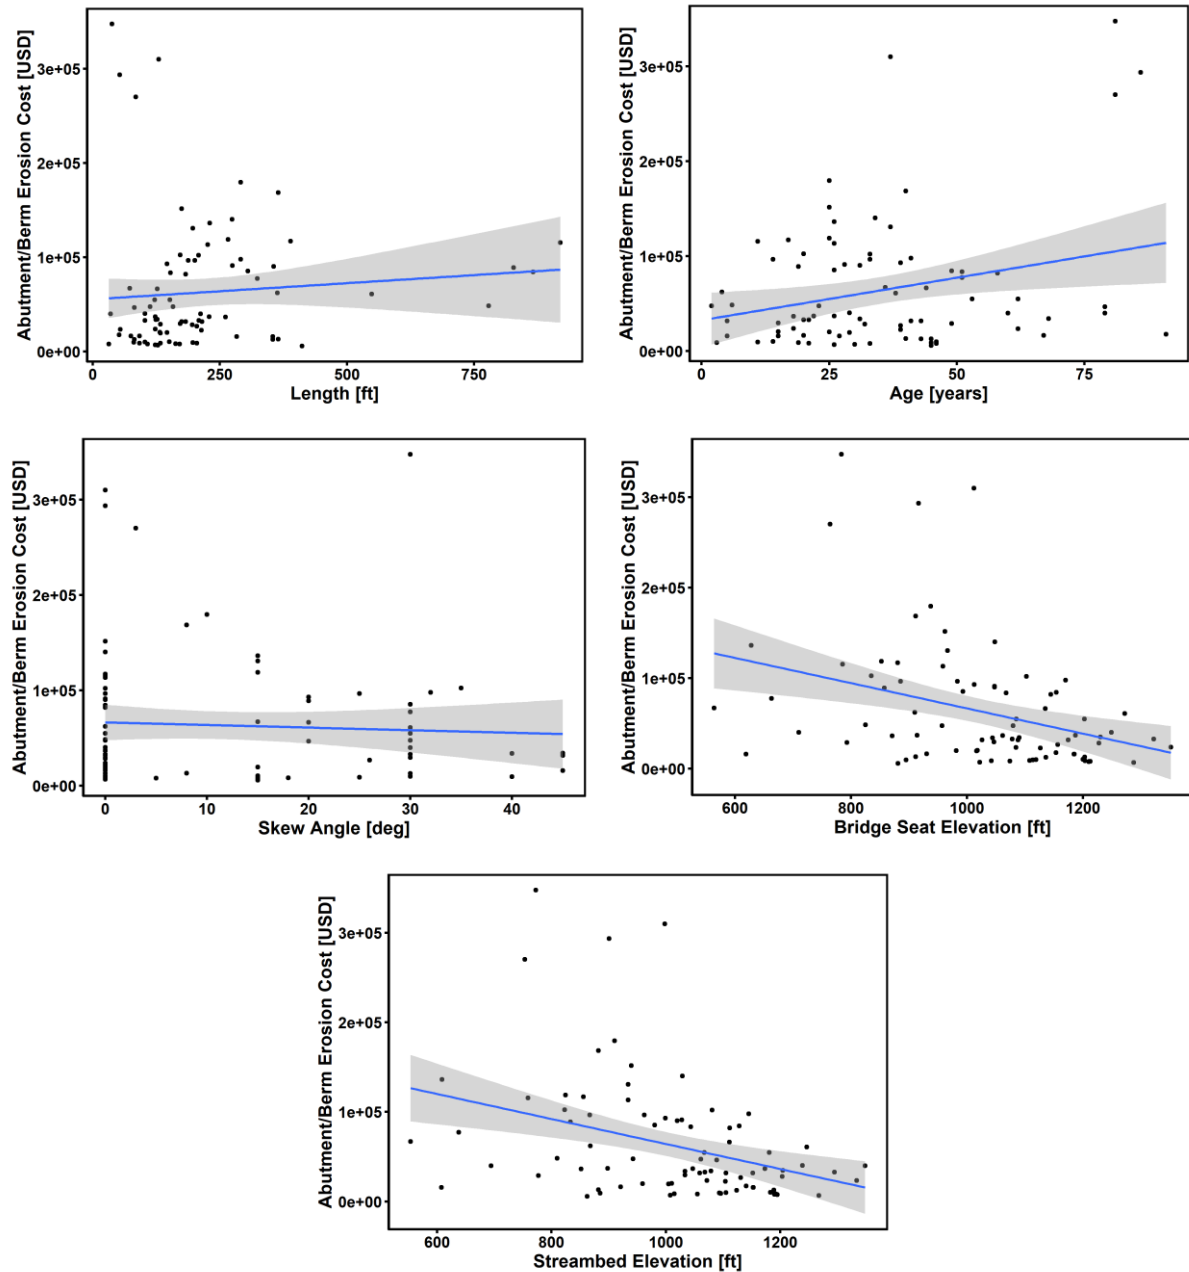 Abutment/Berm Erosion Cost [USD]
3e+05
2e+05
1e+05
0e+00
0 250 500 750
Length [ft]
Abutment/Berm Erosion Cost [USD]
3e+05
2e+05
1e+05
0e+00
0 25 50 75
Age [years]
Abutment/Berm Erosion Cost [USD]
3e+05
2e+05
1e+05
0e+00
0 10 20 30 40
Skew Angle [deg]
Abutment/Berm Erosion Cost [USD]
3e+05
2e+05
1e+05
0e+00
600 800 1000 1200
Bridge Seat Elevation [ft]
Abutment/Berm Erosion Cost [USD]
3e+05
2e+05
1e+05
0e+00
600 800 1000 1200
Streambed Elevation [ft]